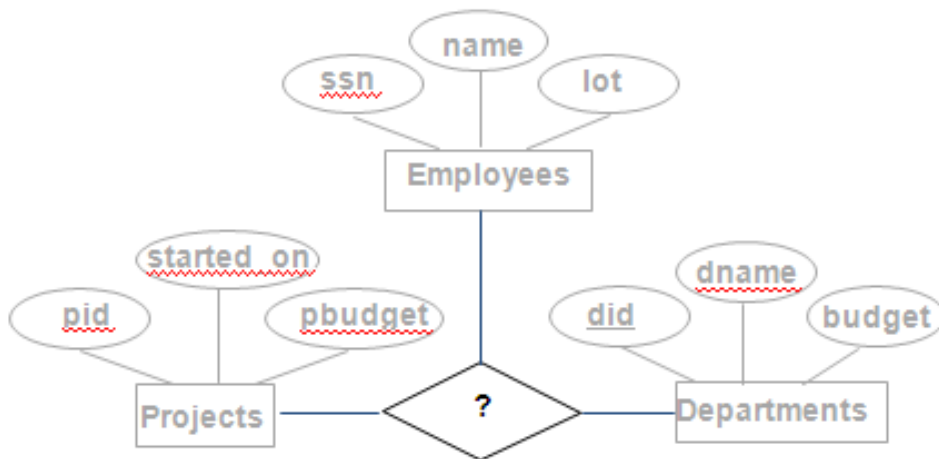 name
ssn
lot
Employees
started_on
dname
pid
pbudget
did
budget
?
Projects
Departments